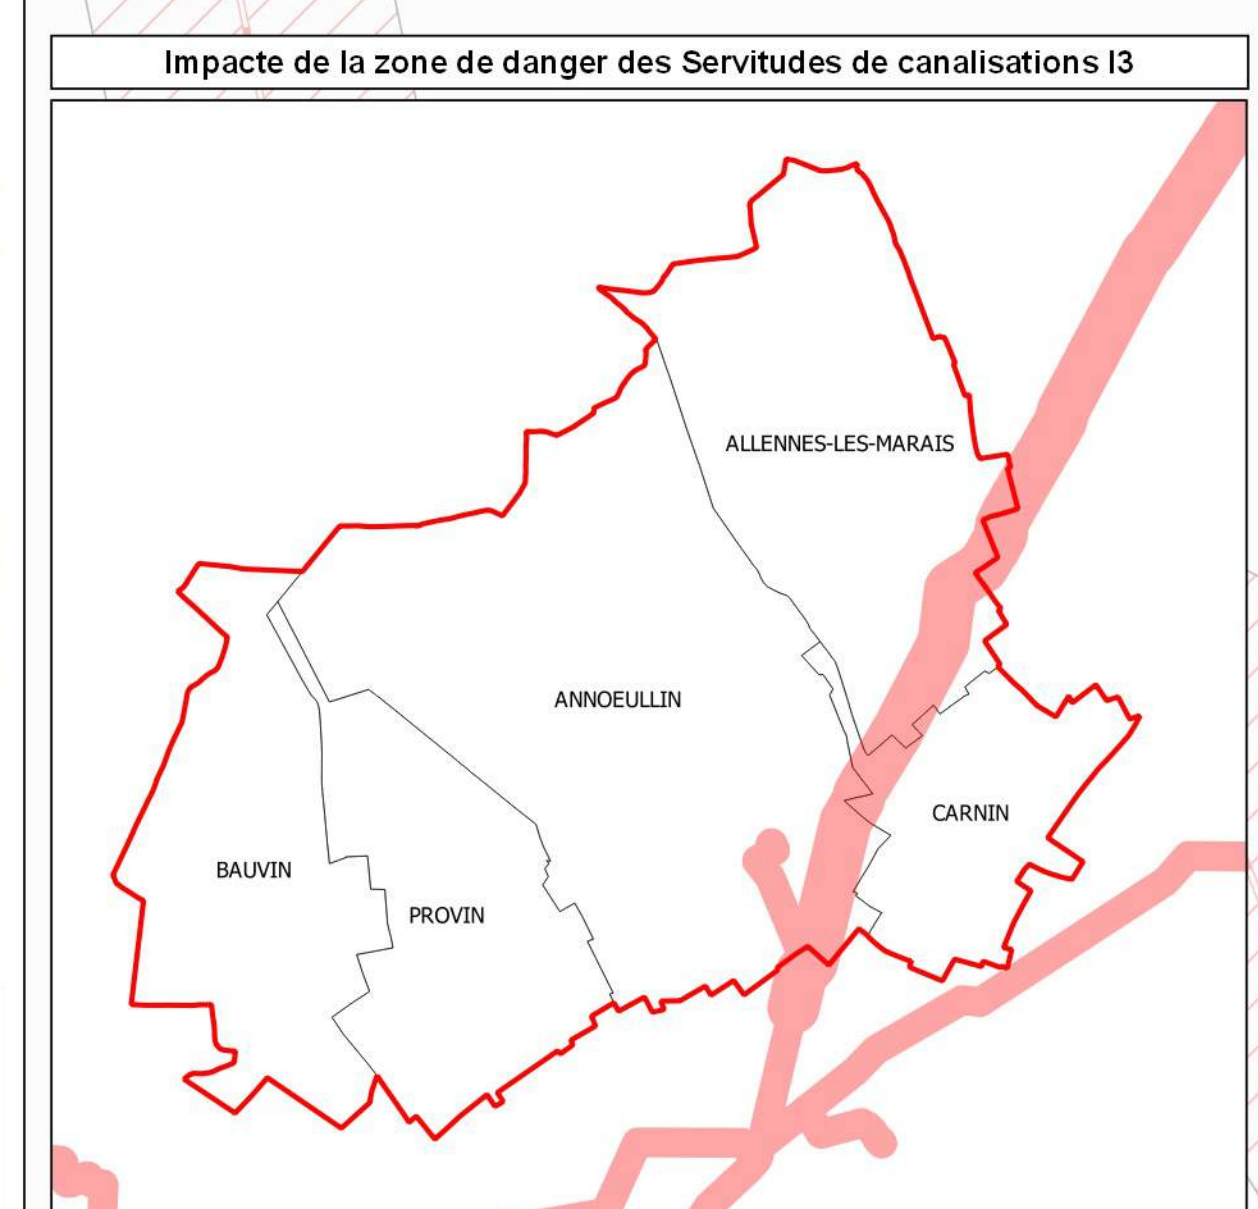 Impacte de la zone de danger des Servitudes de canalisations I3
ALLENNES-LES-MARAIS
ANNOEULLIN
CARNIN
BAUVIN
PROVIN